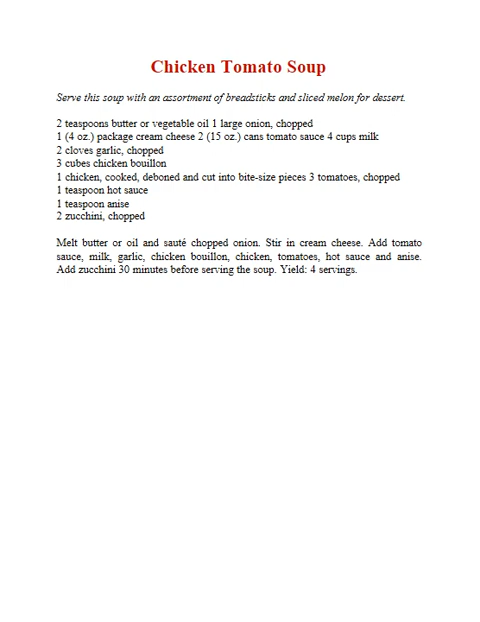 Chicken Tomato Soup
Serve this soup with an assortment of breadsticks and sliced melon for dessert.
2 teaspoons butter or vegetable oil 1 large onion, chopped
1 (4 oz.) package cream cheese 2 (15 oz.) cans tomato sauce 4 cups milk
2 cloves garlic, chopped
3 cubes chicken bouillon
1 chicken, cooked, deboned and cut into bite-size pieces 3 tomatoes, chopped
1 teaspoon hot sauce
1 teaspoon anise
2 zucchini, chopped
Melt butter or oil and sauté chopped onion. Stir in cream cheese. Add tomato
sauce, milk, garlic, chicken bouillon, chicken, tomatoes, hot sauce and anise.
Add zucchini 30 minutes before serving the soup. Yield: 4 servings.